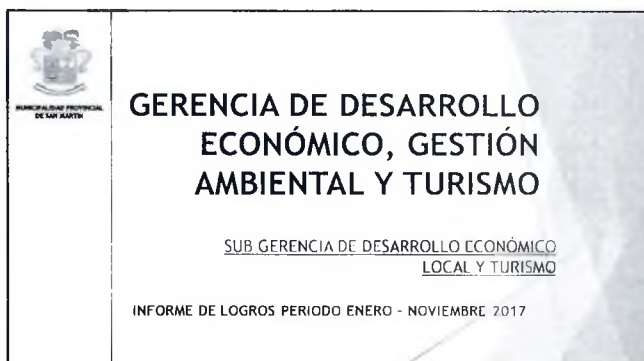 MUNICIPALIDAD PROVINCIAL
DE SAN MARTIN
GERENCIA DE DESARROLLO
ECONÓMICO, GESTIÓN
AMBIENTAL Y TURISMO
SUB GERENCIA DE DESARROLLO ECONÓMICO
LOCAL Y TURISMO
INFORME DE LOGROS PERIODO ENERO - NOVIEMBRE 2017